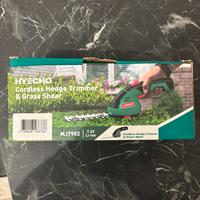 HYECHO
Cordless Hedge Trimmer
& Grass Shear
MJ7902
7.2V
Li-ion
Cordless Hedge Trimmer
& Grass Shear